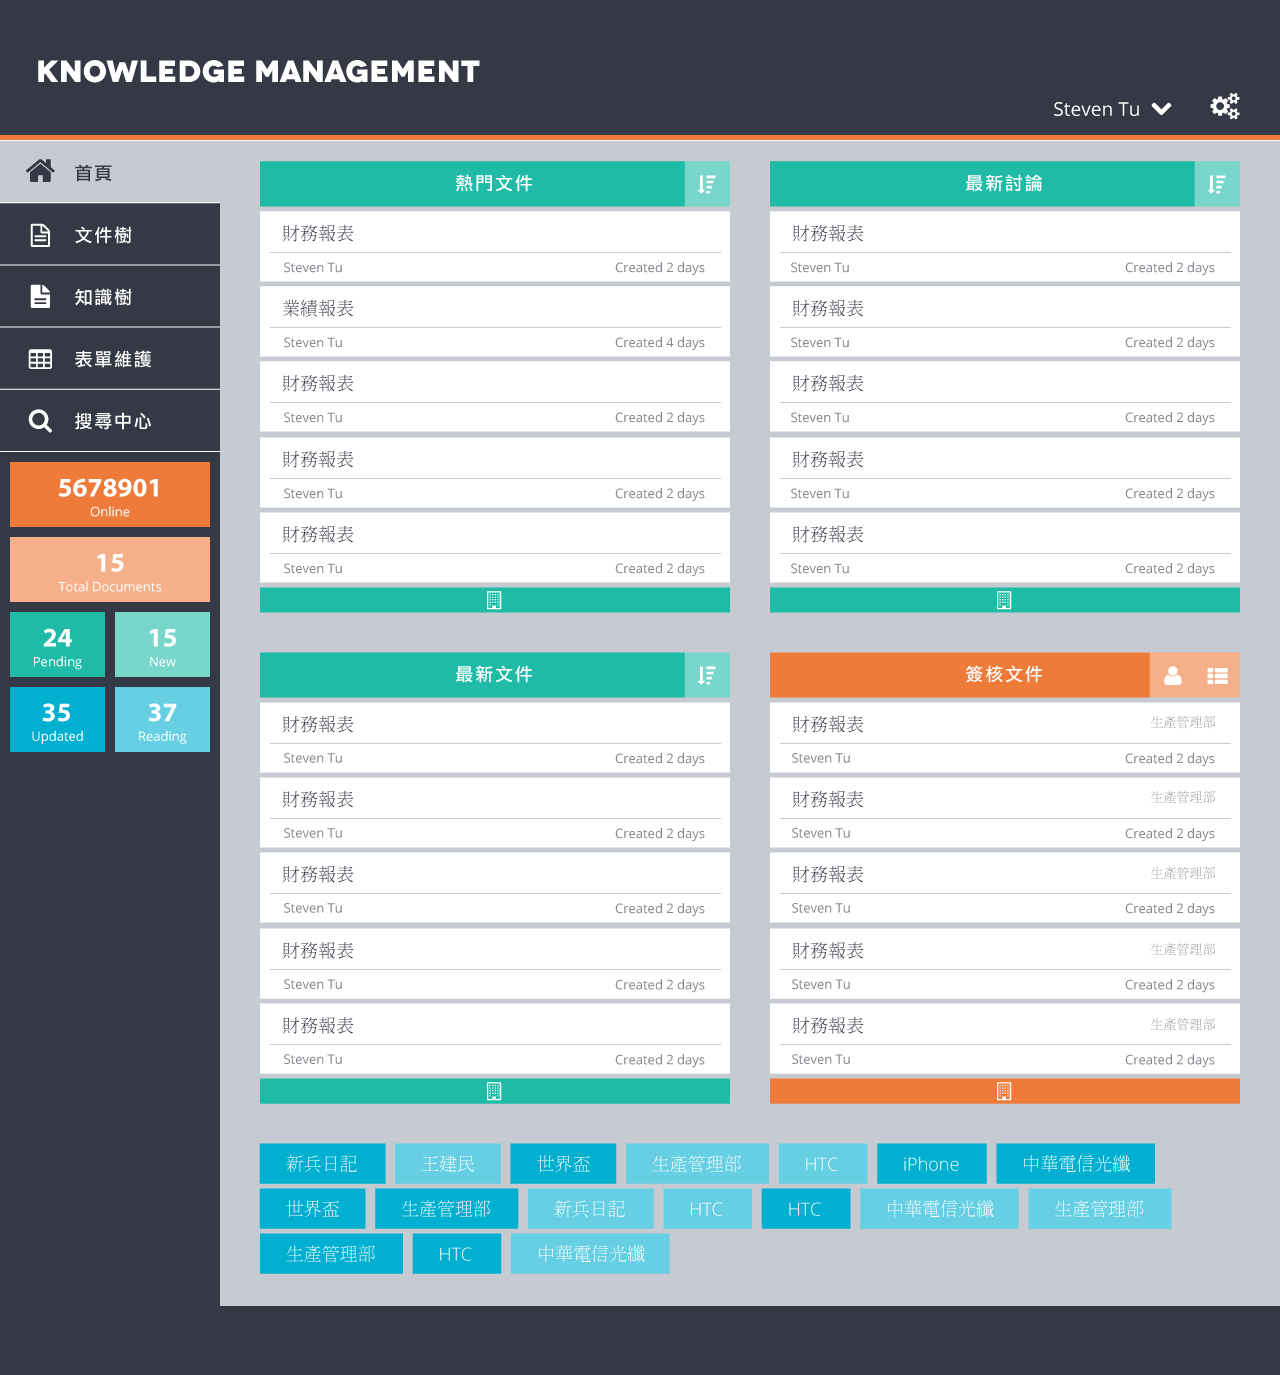 KNOWLEDGE MANAGEMENT
Steven Tu
首頁
文件樹
知識樹
表單維護
搜尋中心
5678901
Online
15
Total Documents
24
Pending
15
New
35
Updated
37
Reading
熱門文件
財務報表
Steven Tu Created 2 days
業績報表
Steven Tu Created 4 days
財務報表
Steven Tu Created 2 days
財務報表
Steven Tu Created 2 days
財務報表
Steven Tu Created 2 days
最新討論
財務報表
Steven Tu Created 2 days
財務報表
Steven Tu Created 2 days
財務報表
Steven Tu Created 2 days
財務報表
Steven Tu Created 2 days
財務報表
Steven Tu Created 2 days
最新文件
財務報表
Steven Tu Created 2 days
財務報表
Steven Tu Created 2 days
財務報表
Steven Tu Created 2 days
財務報表
Steven Tu Created 2 days
財務報表
Steven Tu Created 2 days
簽核文件
財務報表 生產管理部
Steven Tu Created 2 days
財務報表 生產管理部
Steven Tu Created 2 days
財務報表 生產管理部
Steven Tu Created 2 days
財務報表 生產管理部
Steven Tu Created 2 days
財務報表 生產管理部
Steven Tu Created 2 days
新兵日記 王建民 世界盃 生產管理部 HTC iPhone 中華電信光纖
世界盃 生產管理部 新兵日記 HTC HTC 中華電信光纖 生產管理部
生產管理部 HTC 中華電信光纖